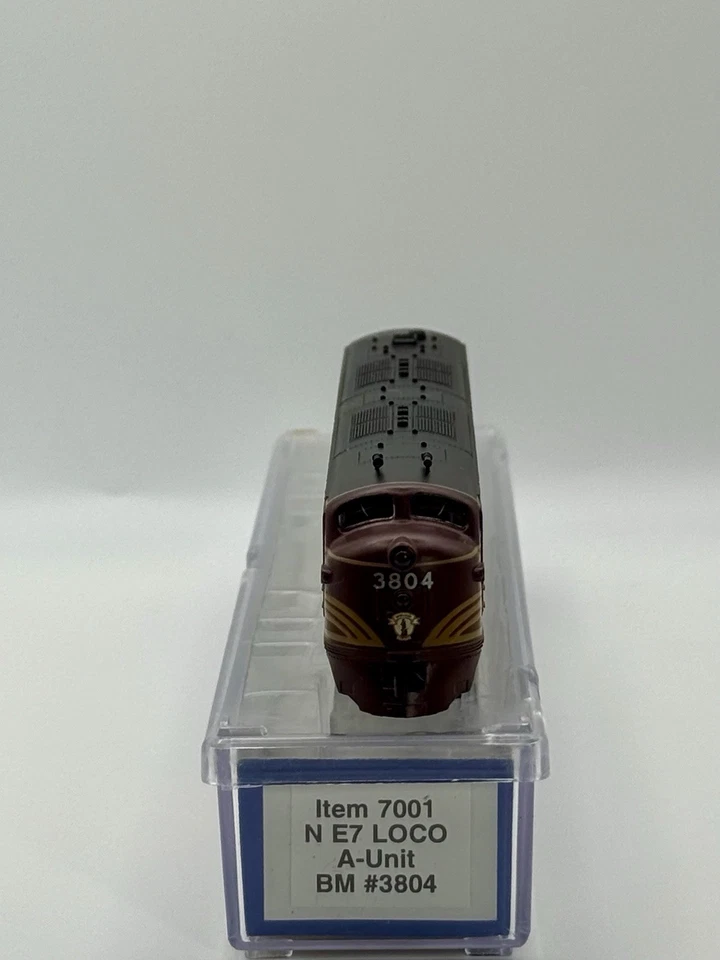 3804
Item 7001
N E7 LOCO
A-Unit
BM #3804